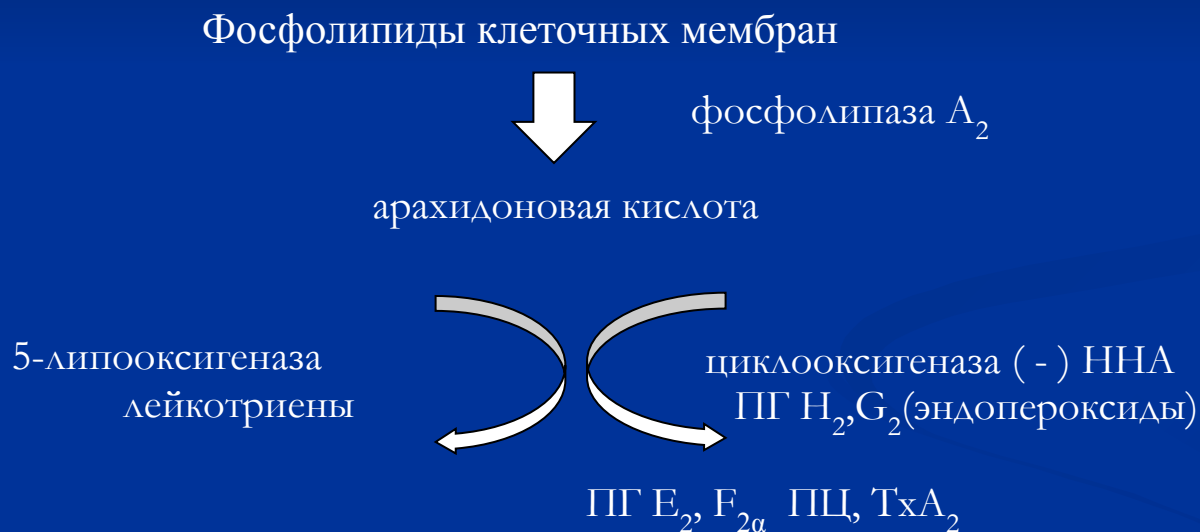 Фосфолипиды клеточных мембран
фосфолипаза A₂
арахидоновая кислота
5-липооксигеназа
лейкотриены
циклооксигеназа ( - ) ННА
ПГ H₂,G₂(эндопероксиды)
ПГ E₂, F₂α ПЦ, TxA₂